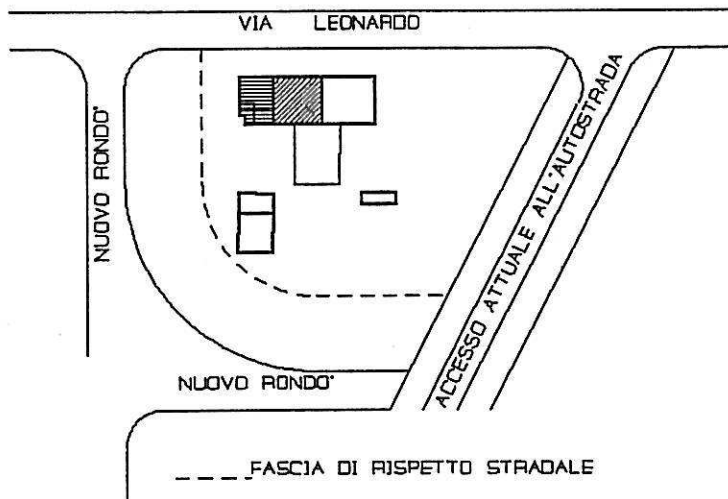 VIA LEONARDO
NUOVO RONDO'
ACCESSO ATTUALE ALL'AUTOSTRADA
NUOVO RONDO'
FASCIA DI RISPETTO STRADALE